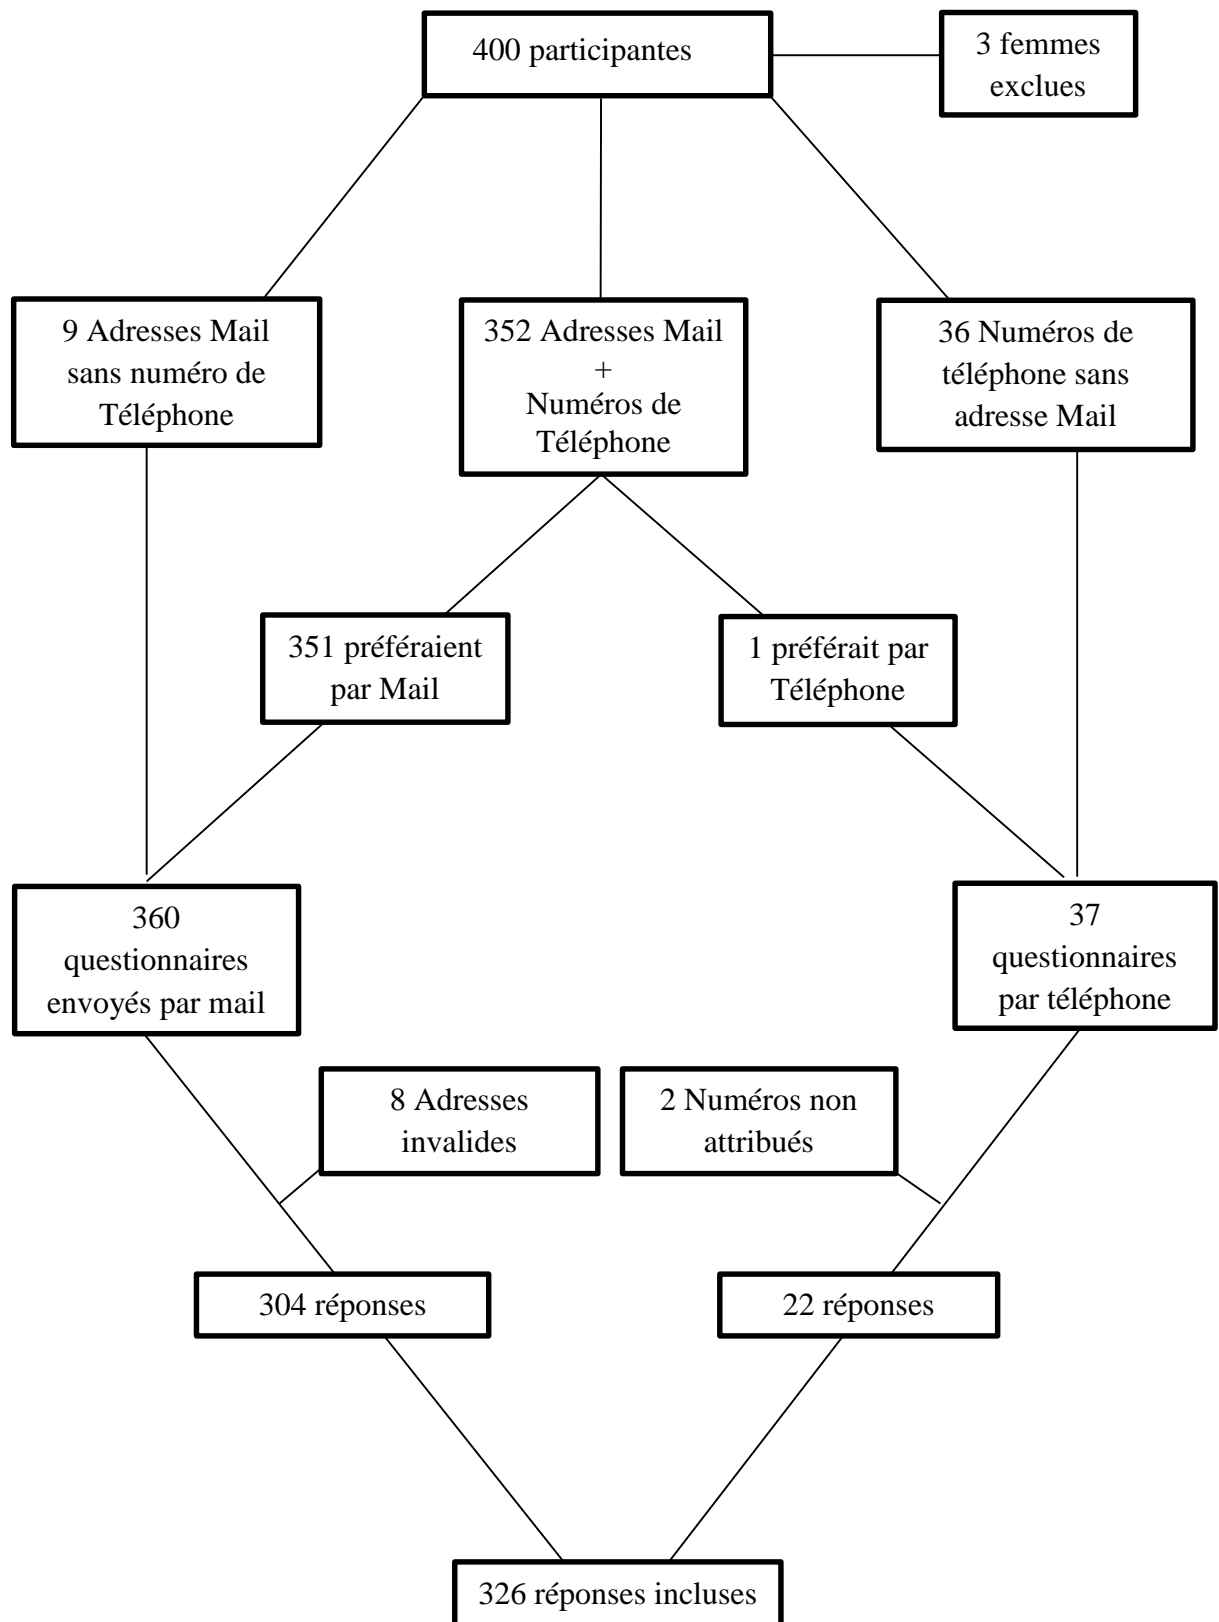 400 participantes
3 femmes
exclues
9 Adresses Mail
sans numéro de
Téléphone
352 Adresses Mail
+
Numéros de
Téléphone
36 Numéros de
téléphone sans
adresse Mail
351 préféraient
par Mail
1 préférait par
Téléphone
360
questionnaires
envoyés par mail
37
questionnaires
par téléphone
8 Adresses
invalides
2 Numéros non
attribués
304 réponses
22 réponses
326 réponses incluses